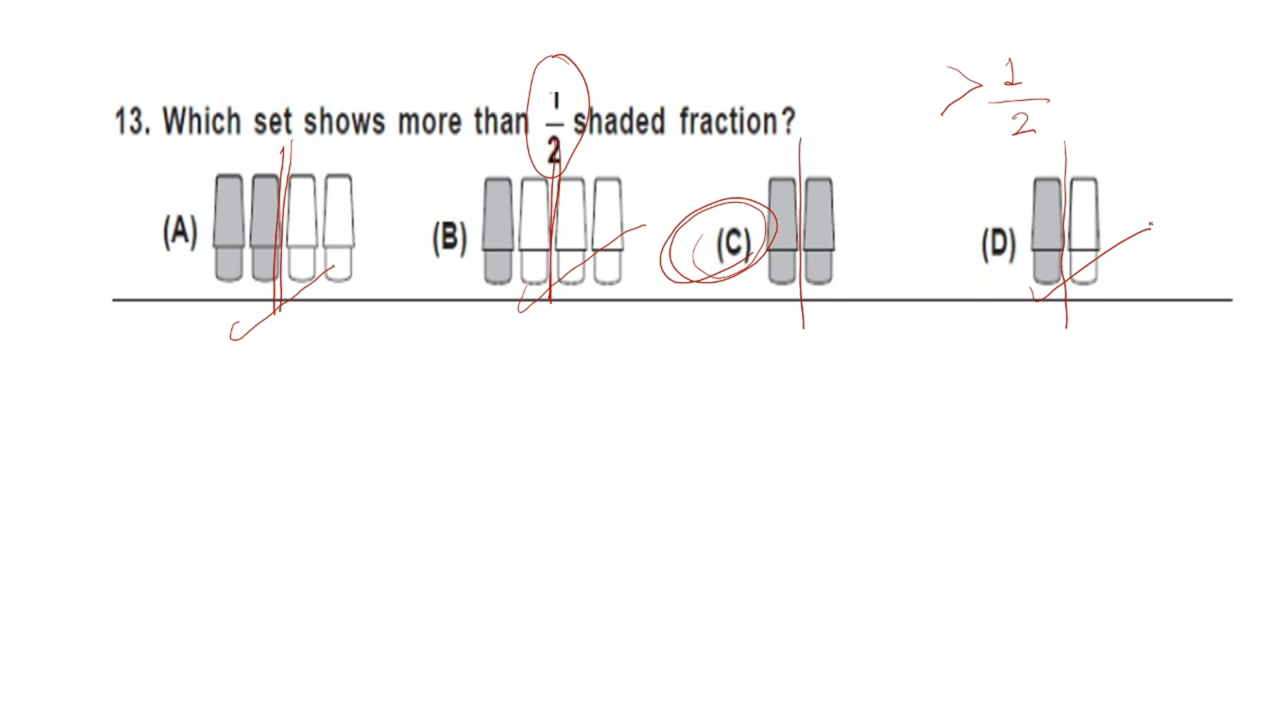 > 1/2
13. Which set shows more than 1/2 shaded fraction?
(A) (B) (C) (D)